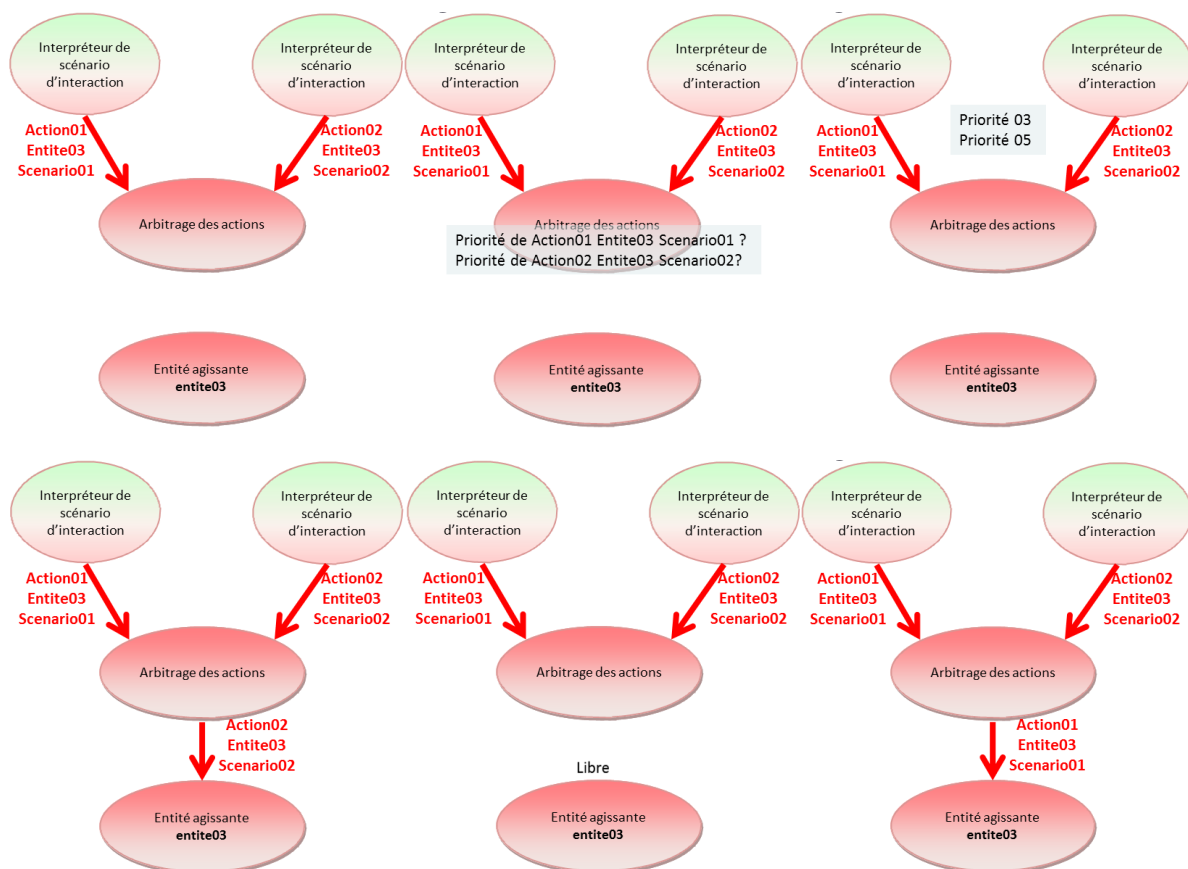 Interpréteur de
scénario
d'interaction
Interpréteur de
scénario
d'interaction
Action01
Entite03
Scenario01
Action02
Entite03
Scenario02
Arbitrage des actions
Entité agissante
entite03
Interpréteur de
scénario
d'interaction
Interpréteur de
scénario
d'interaction
Action01
Entite03
Scenario01
Action02
Entite03
Scenario02
Arbitrage des actions
Priorité de Action01 Entite03 Scenario01 ?
Priorité de Action02 Entite03 Scenario02?
Entité agissante
entite03
Interpréteur de
scénario
d'interaction
Interpréteur de
scénario
d'interaction
Priorité 03
Priorité 05
Action01
Entite03
Scenario01
Action02
Entite03
Scenario02
Arbitrage des actions
Entité agissante
entite03
Interpréteur de
scénario
d'interaction
Interpréteur de
scénario
d'interaction
Action01
Entite03
Scenario01
Action02
Entite03
Scenario02
Arbitrage des actions
Action02
Entite03
Scenario02
Entité agissante
entite03
Interpréteur de
scénario
d'interaction
Interpréteur de
scénario
d'interaction
Action01
Entite03
Scenario01
Action02
Entite03
Scenario02
Arbitrage des actions
Libre
Entité agissante
entite03
Interpréteur de
scénario
d'interaction
Interpréteur de
scénario
d'interaction
Action01
Entite03
Scenario01
Action02
Entite03
Scenario02
Arbitrage des actions
Action01
Entite03
Scenario01
Entité agissante
entite03